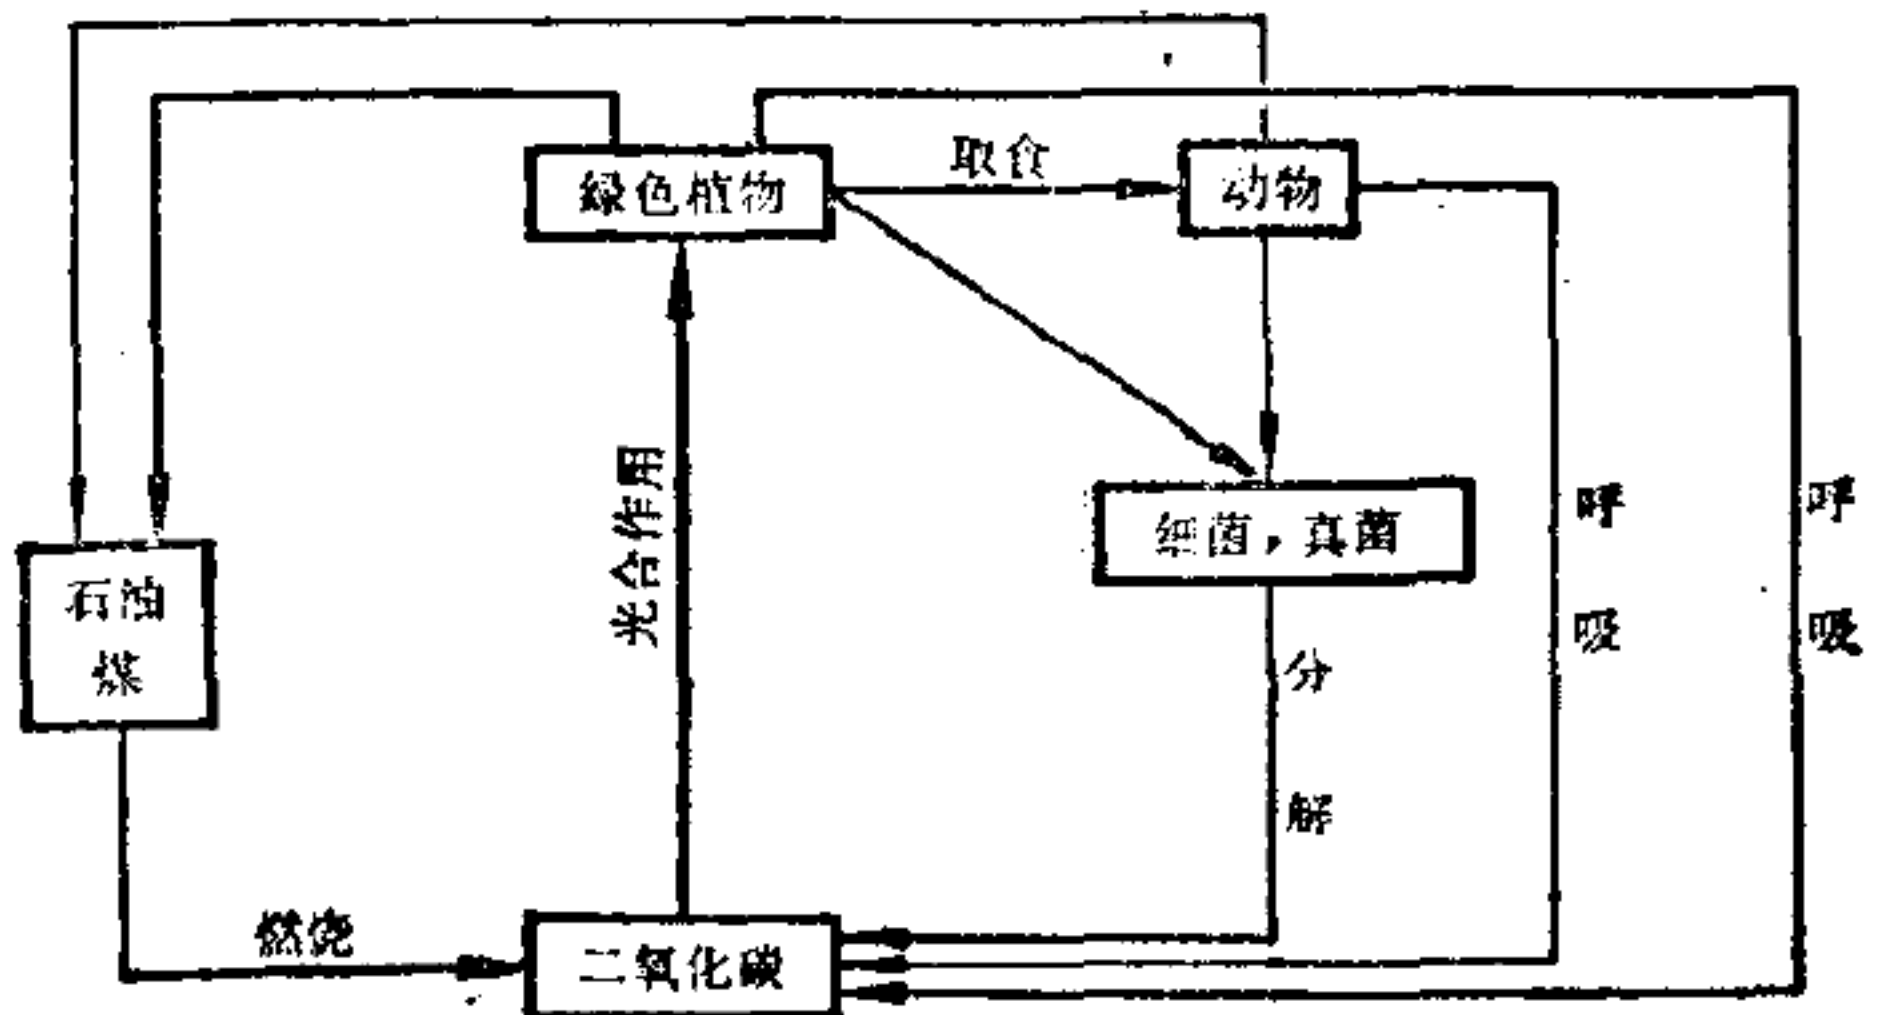 取食
绿色植物
动物
光合作用
细菌，真菌
呼吸
呼吸
石油
煤
分解
燃烧
二氧化碳